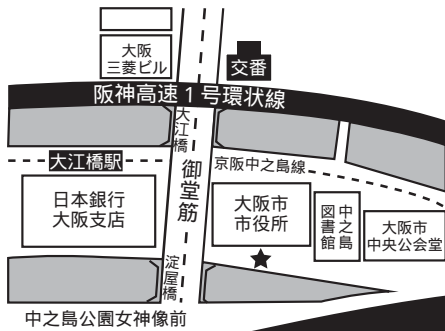 大阪
三菱ビル
交番
阪神高速1号環状線
大江橋
大江橋駅
御堂筋
京阪中之島線
日本銀行
大阪支店
大阪市
市役所
中之島
図書館
大阪市
中央公会堂
淀屋橋
中之島公園女神像前